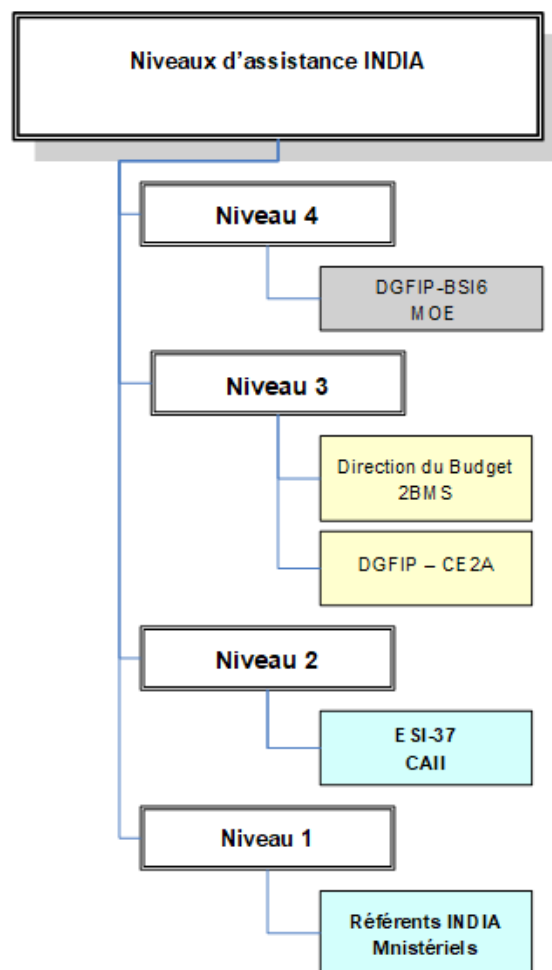 Niveaux d'assistance INDIA
Niveau 4
DGFIP-BSI6
MOE
Niveau 3
Direction du Budget
2BMS
DGFIP – CE2A
Niveau 2
ESI-37
CAII
Niveau 1
Référents INDIA
Mnistériels